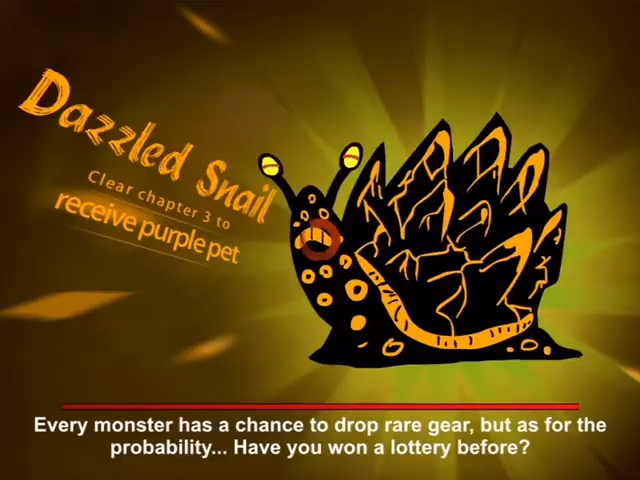 Dazzled Snail
Clear chapter 3 to
receive purple pet
Every monster has a chance to drop rare gear, but as for the
probability... Have you won a lottery before?